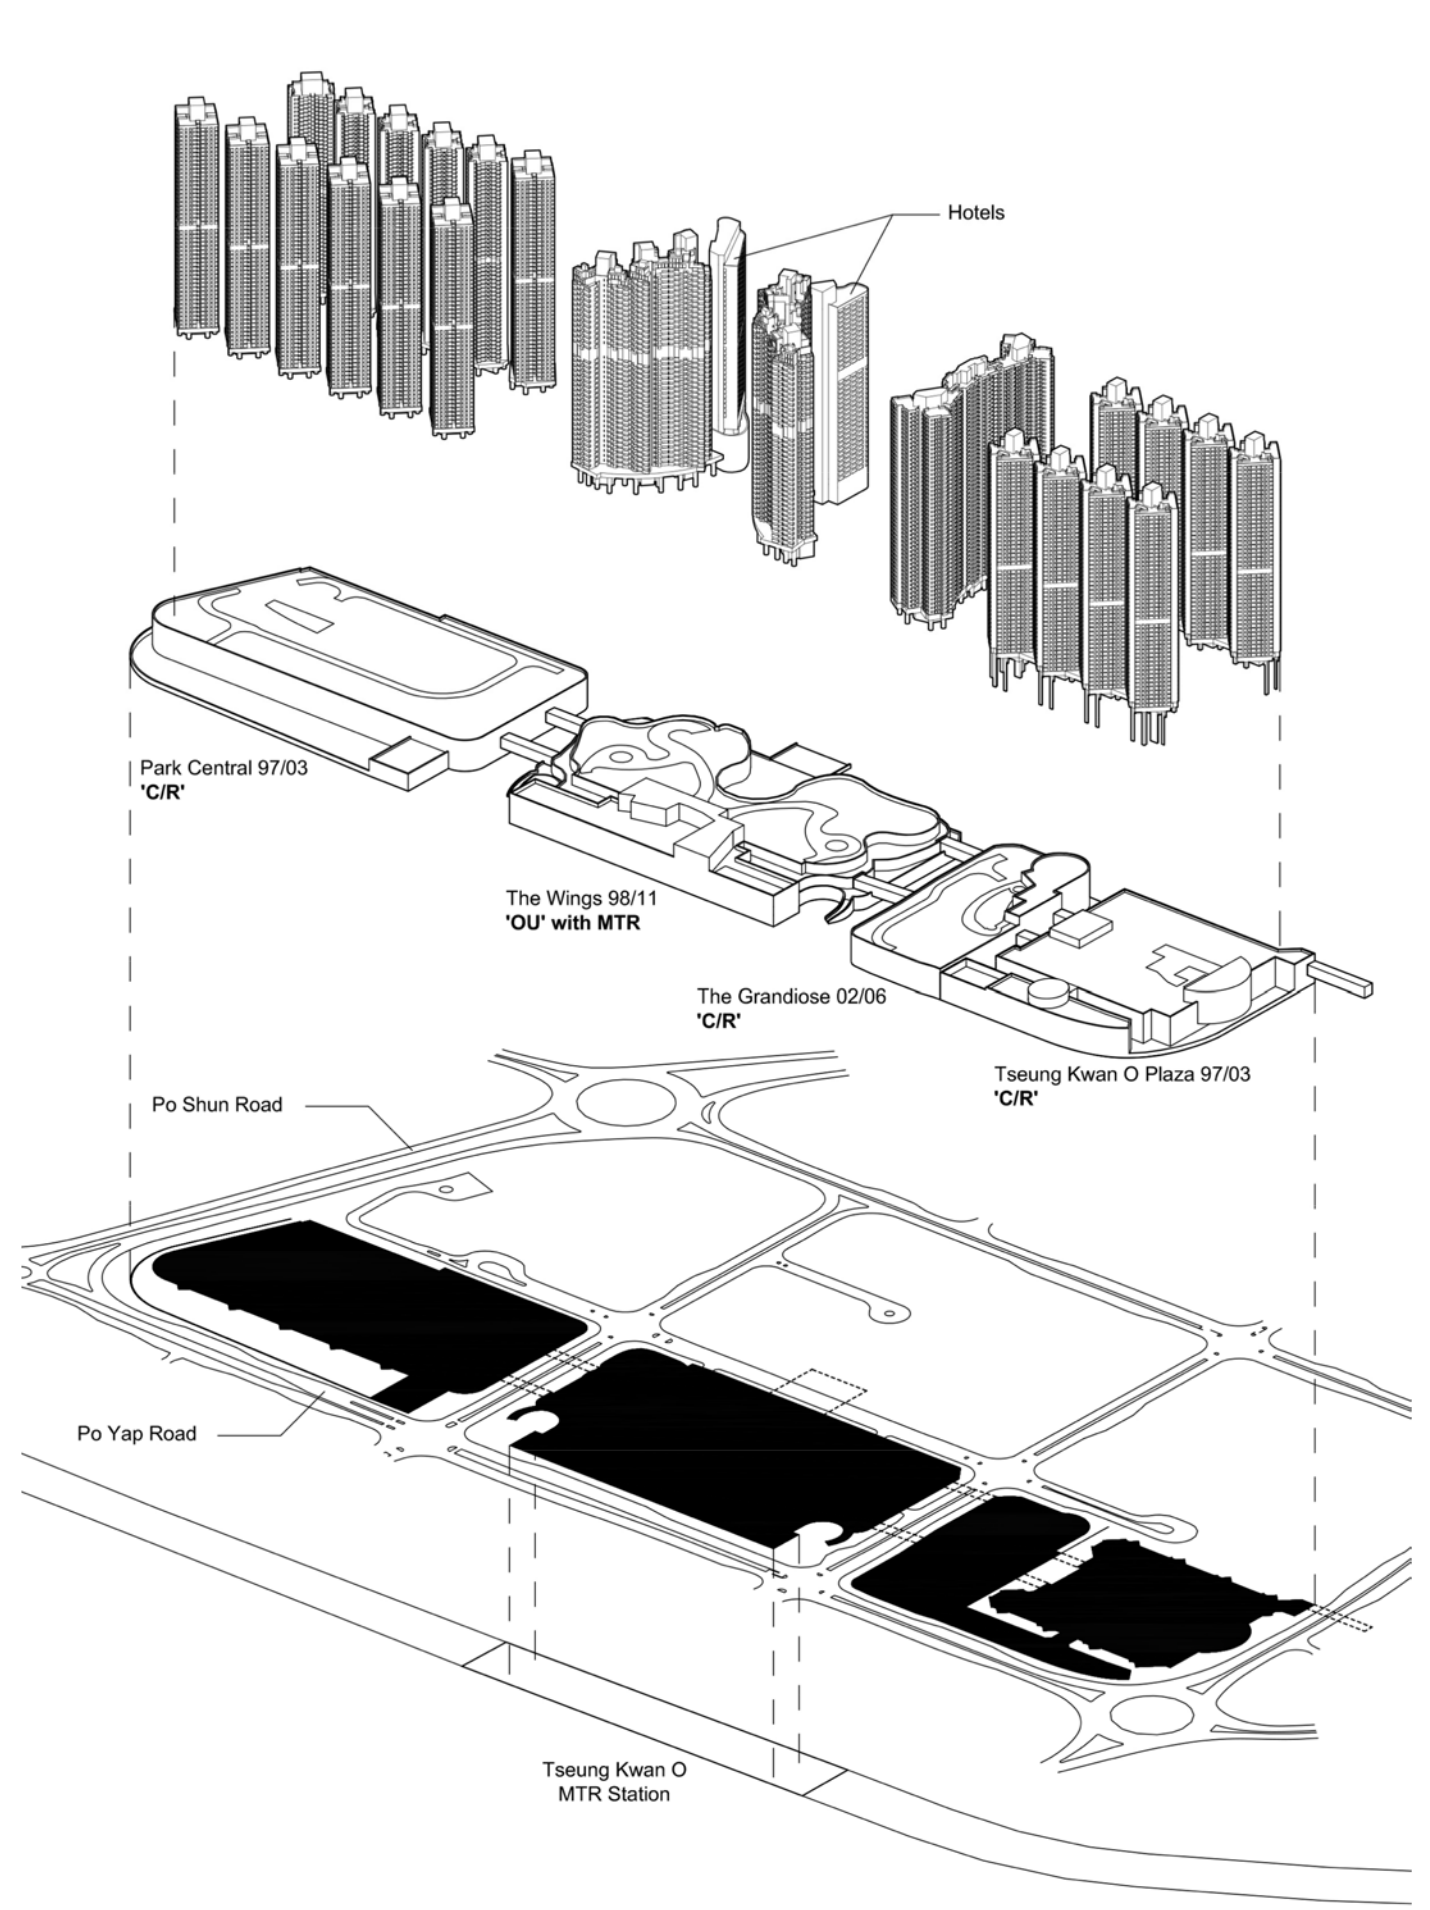 Hotels
Park Central 97/03
'C/R'
The Wings 98/11
'OU' with MTR
The Grandiose 02/06
'C/R'
Tseung Kwan O Plaza 97/03
'C/R'
Po Shun Road
Po Yap Road
Tseung Kwan O
MTR Station